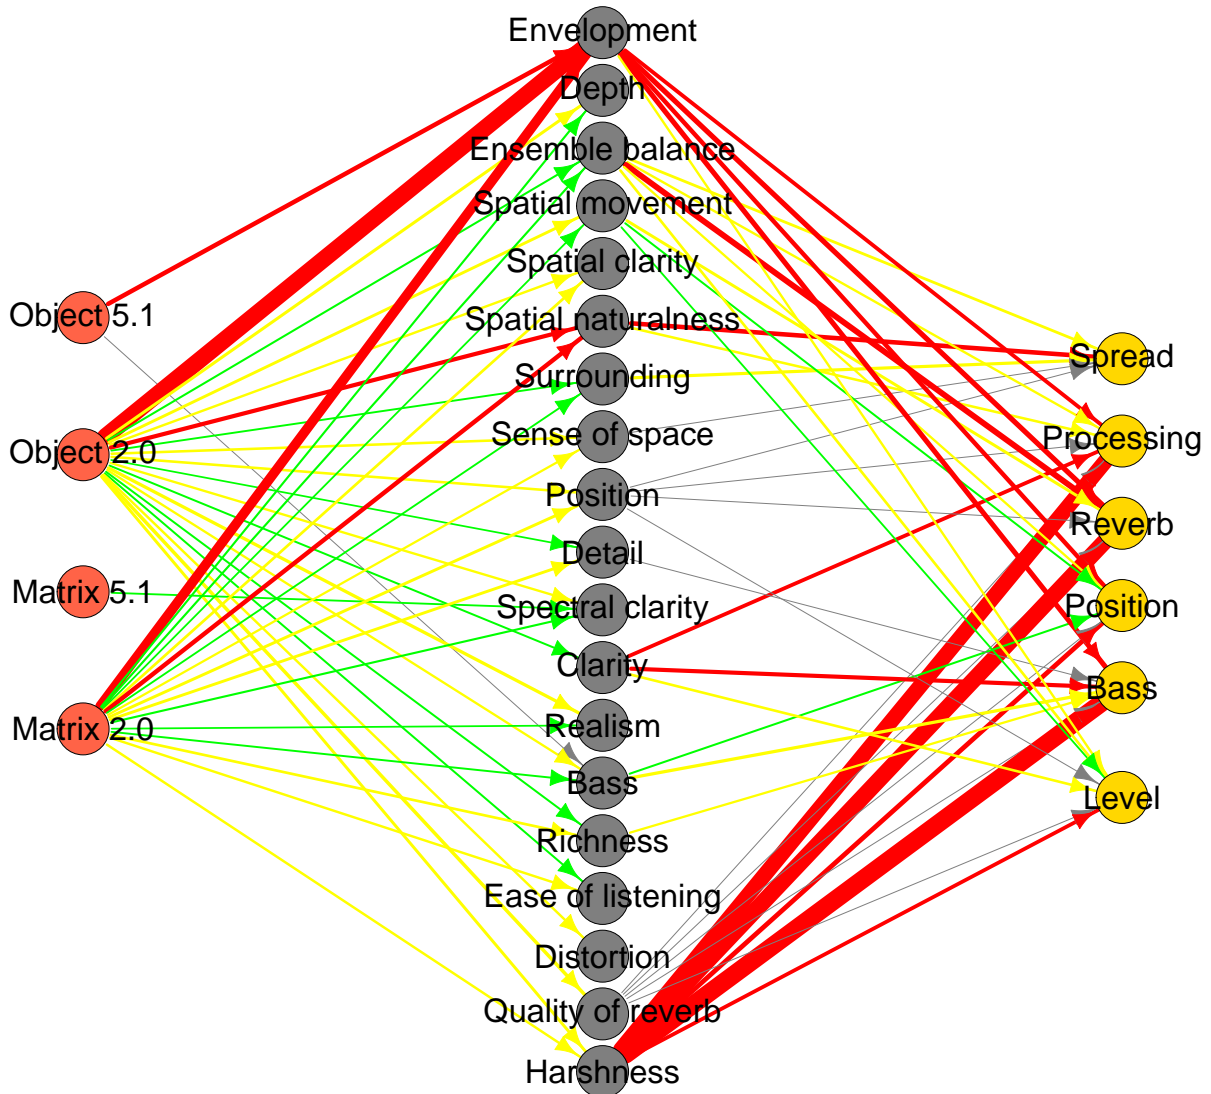 Envelopment
Depth
Ensemble balance
Spatial movement
Spatial clarity
Spatial naturalness
Surrounding
Sense of space
Position
Detail
Spectral clarity
Clarity
Realism
Bass
Richness
Ease of listening
Distortion
Quality of reverb
Harshness
Object 5.1
Object 2.0
Matrix 5.1
Matrix 2.0
Spread
Processing
Reverb
Position
Bass
Level